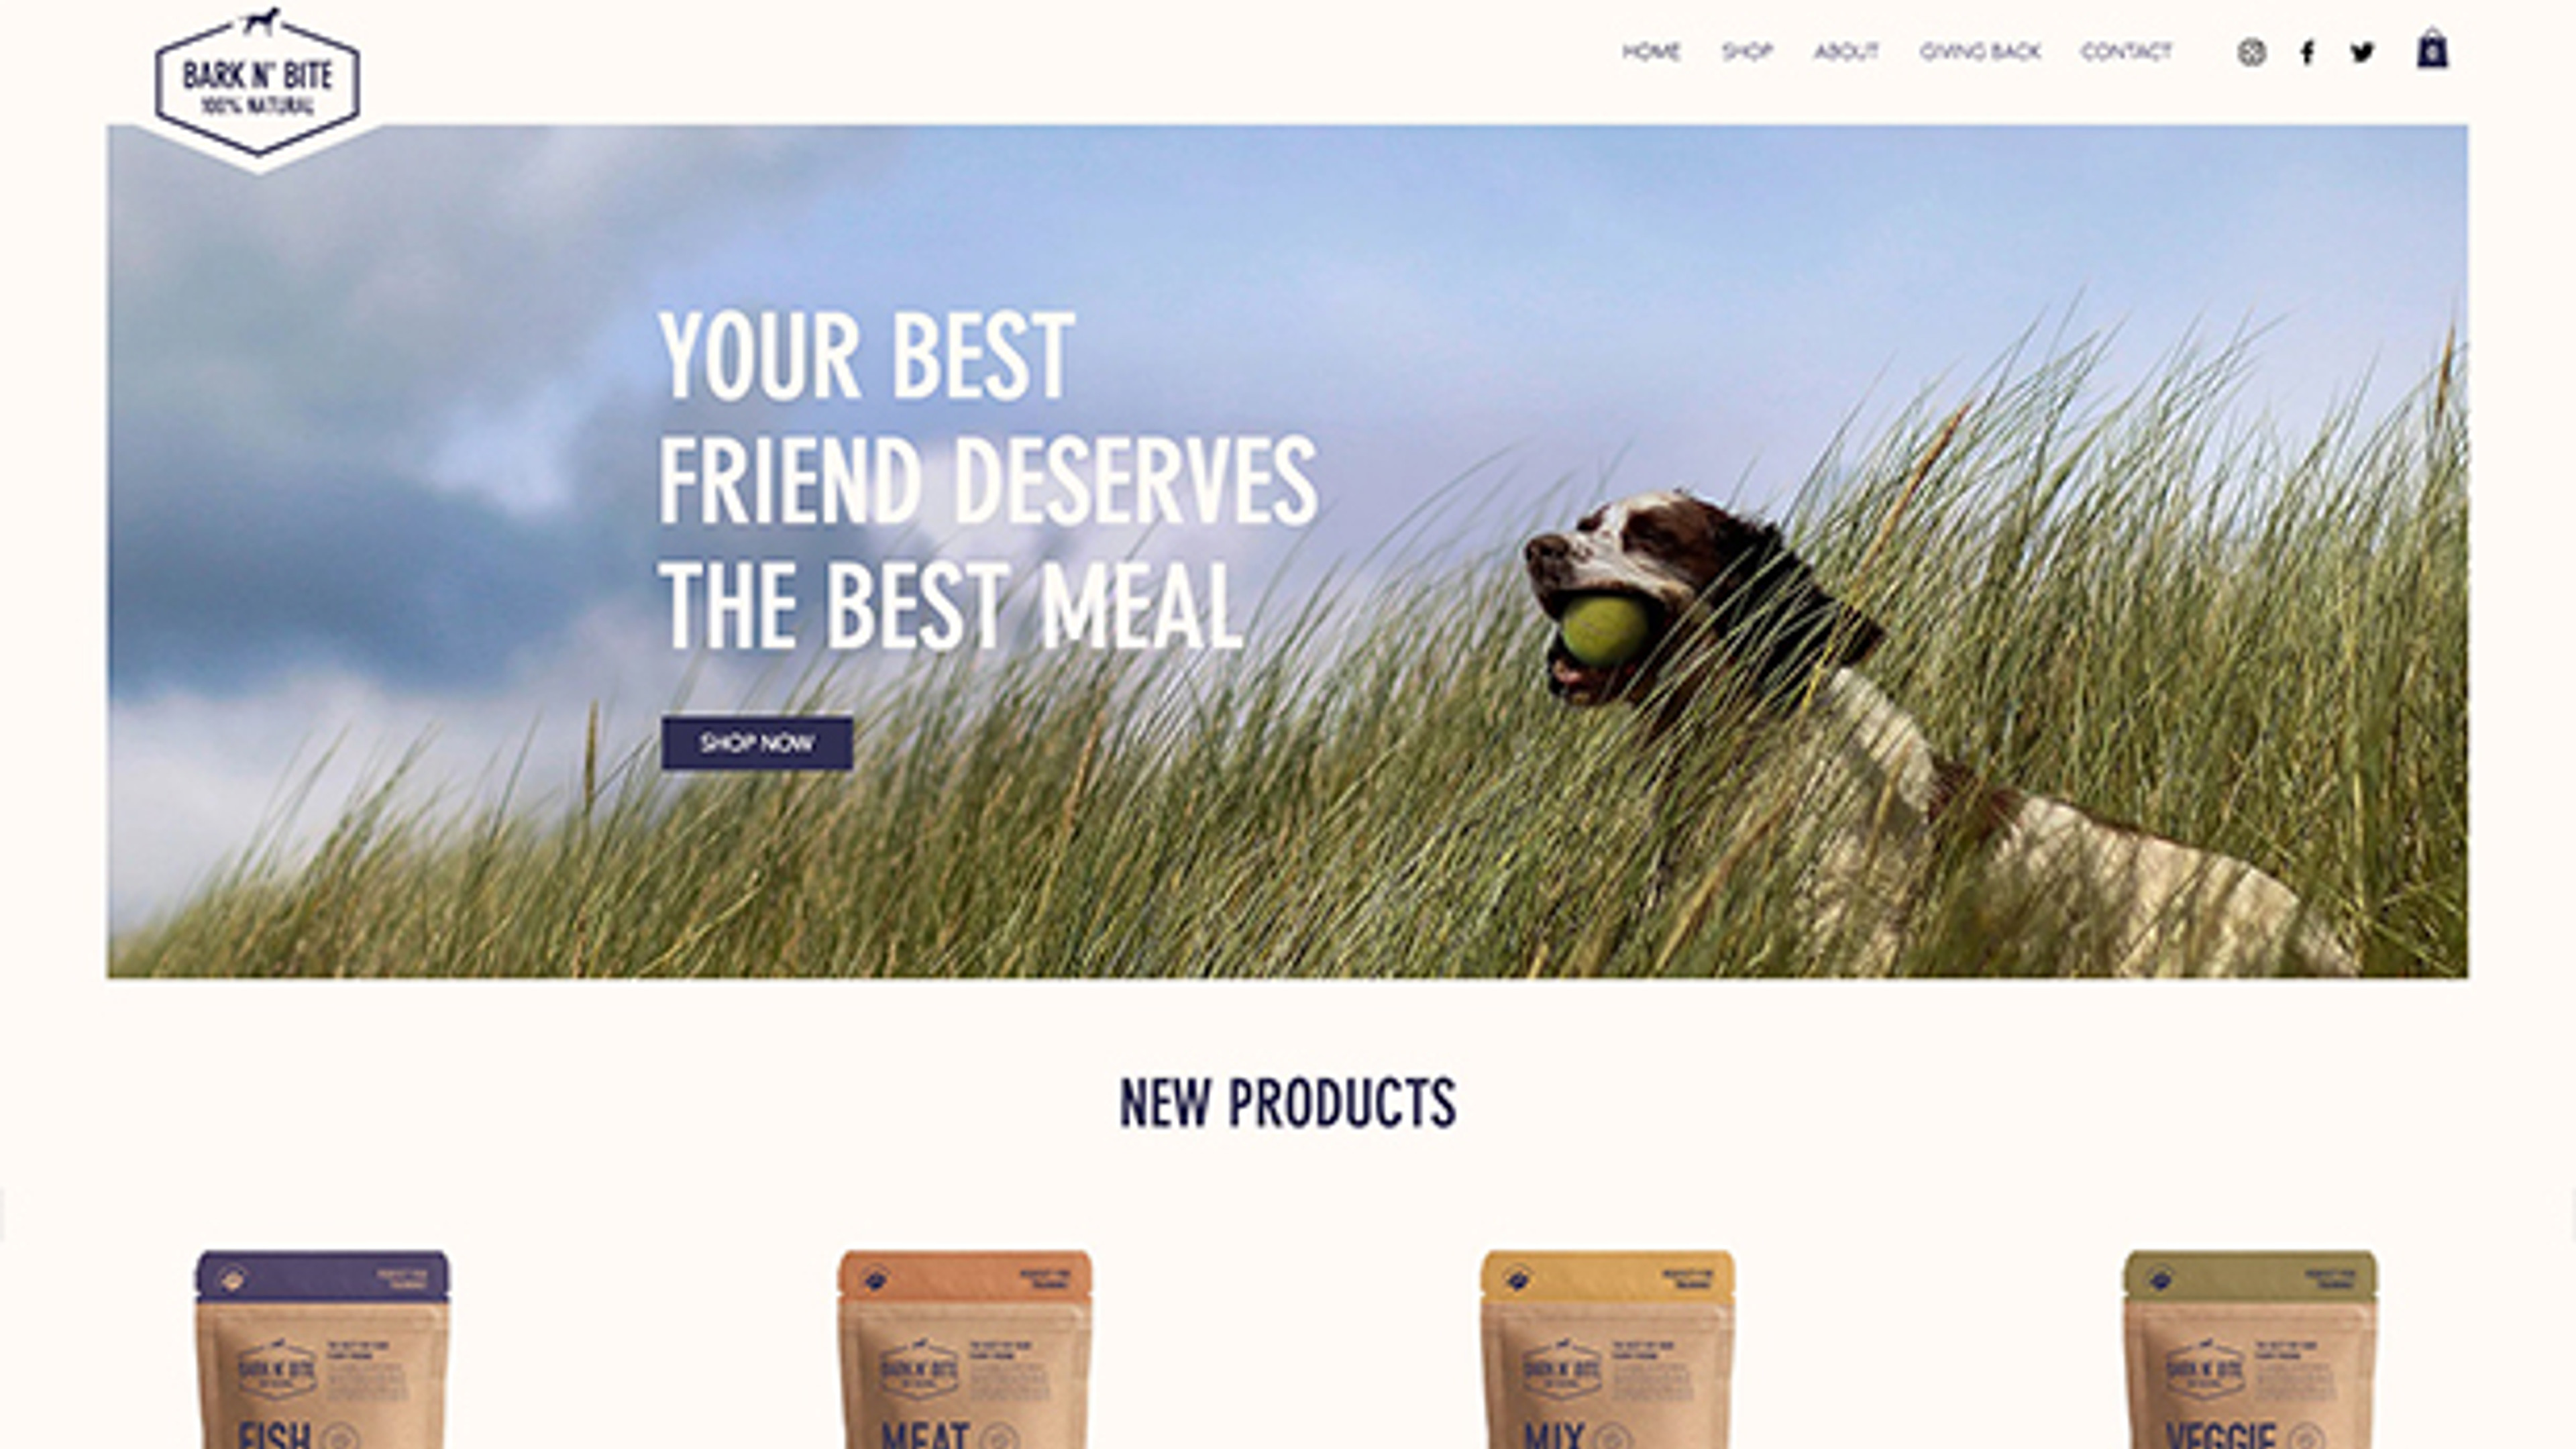 BARK N' BITE
100% NATURAL
HOME SHOP ABOUT GIVING BACK CONTACT
YOUR BEST
FRIEND DESERVES
THE BEST MEAL
SHOP NOW
NEW PRODUCTS
BARK N' BITE
FISH
BARK N' BITE
MEAT
BARK N' BITE
MIX
BARK N' BITE
VEGGIE